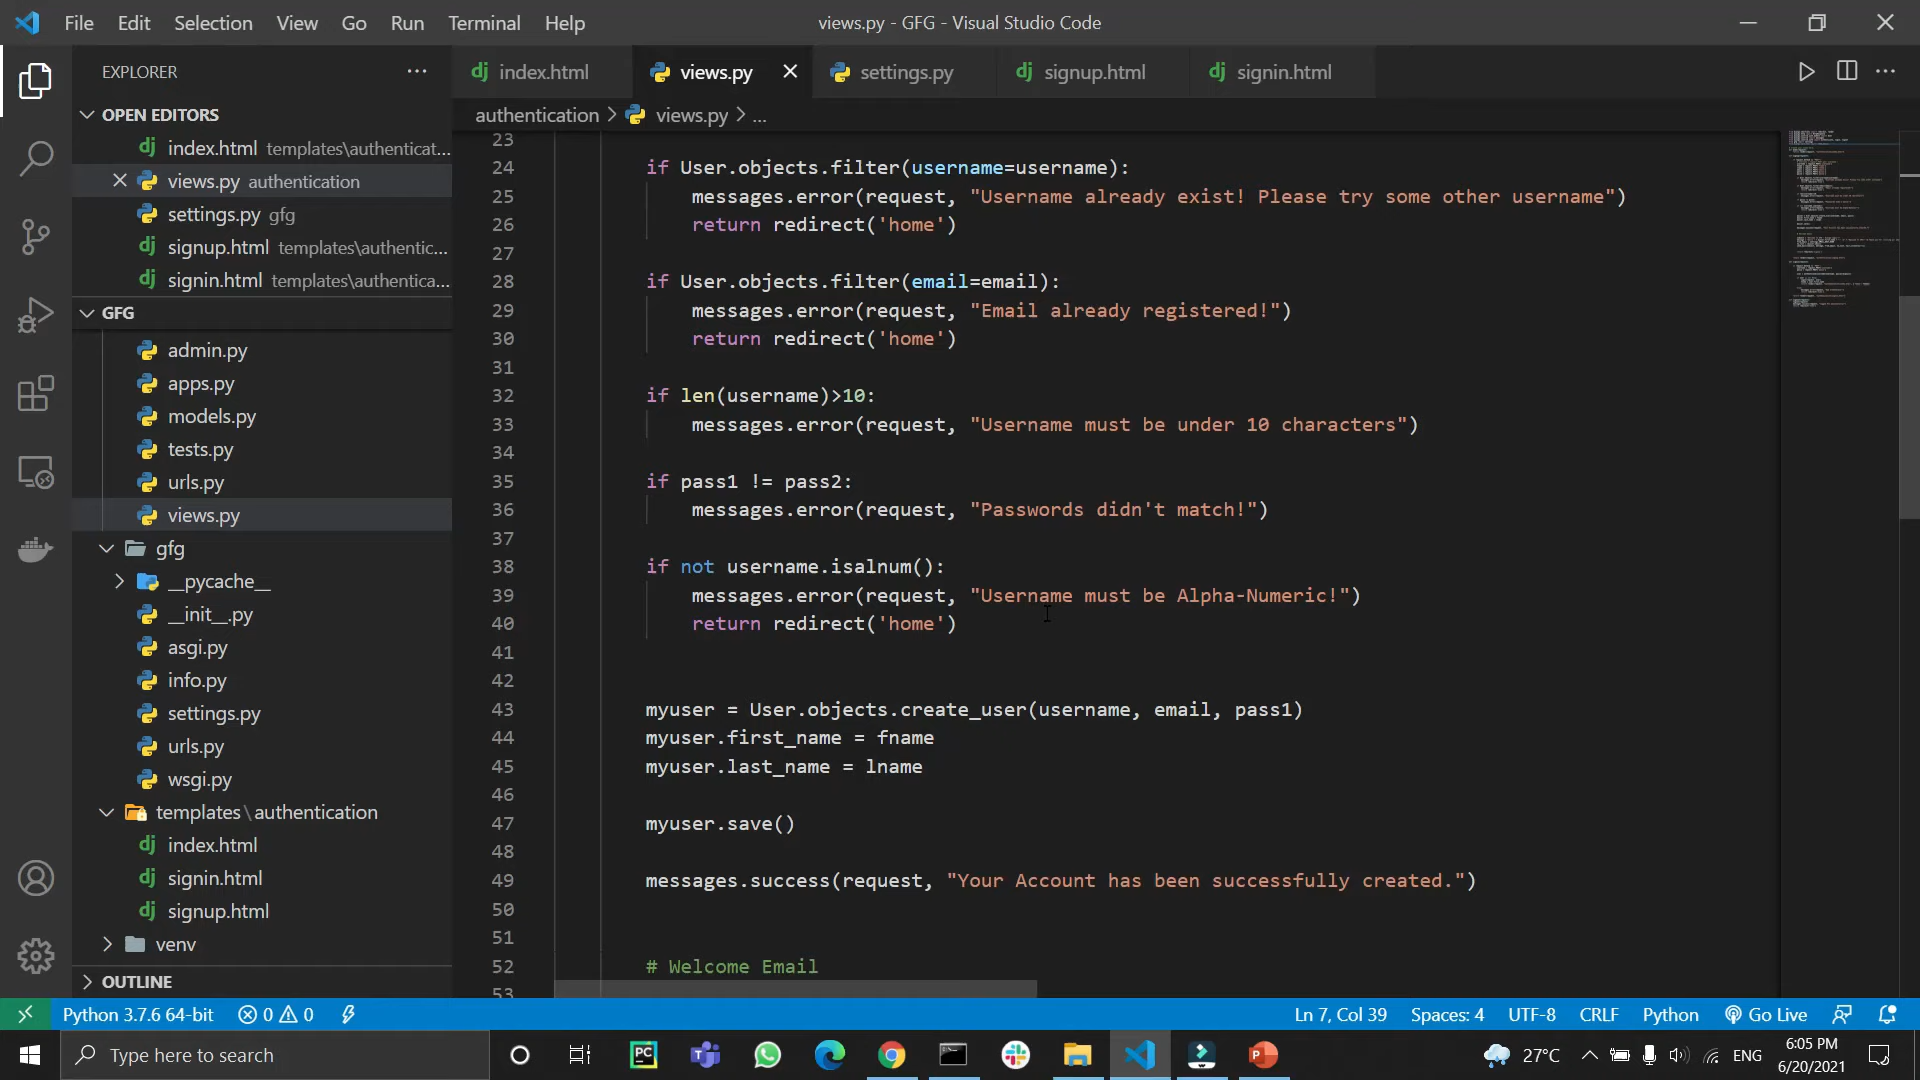 File Edit Selection View Go Run Terminal Help
views.py - GFG - Visual Studio Code
EXPLORER
OPEN EDITORS
index.html templates\authenticat...
views.py authentication
settings.py gfg
signup.html templates\authentic...
signin.html templates\authentica...
GFG
admin.py
apps.py
models.py
tests.py
urls.py
views.py
gfg
__pycache__
__init__.py
asgi.py
info.py
settings.py
urls.py
wsgi.py
templates\authentication
index.html
signin.html
signup.html
venv
OUTLINE
index.html views.py settings.py signup.html signin.html
authentication > views.py > ...
23
24 if User.objects.filter(username=username):
25 messages.error(request, "Username already exist! Please try some other username")
26 return redirect('home')
27
28 if User.objects.filter(email=email):
29 messages.error(request, "Email already registered!")
30 return redirect('home')
31
32 if len(username)>10:
33 messages.error(request, "Username must be under 10 characters")
34
35 if pass1 != pass2:
36 messages.error(request, "Passwords didn't match!")
37
38 if not username.isalnum():
39 messages.error(request, "Username must be Alpha-Numeric!")
40 return redirect('home')
41
42
43 myuser = User.objects.create_user(username, email, pass1)
44 myuser.first_name = fname
45 myuser.last_name = lname
46
47 myuser.save()
48
49 messages.success(request, "Your Account has been successfully created.")
50
51
52 # Welcome Email
53
Python 3.7.6 64-bit 0 0 Ln 7, Col 39 Spaces: 4 UTF-8 CRLF Python Go Live
Type here to search 27°C ENG 6:05 PM
6/20/2021